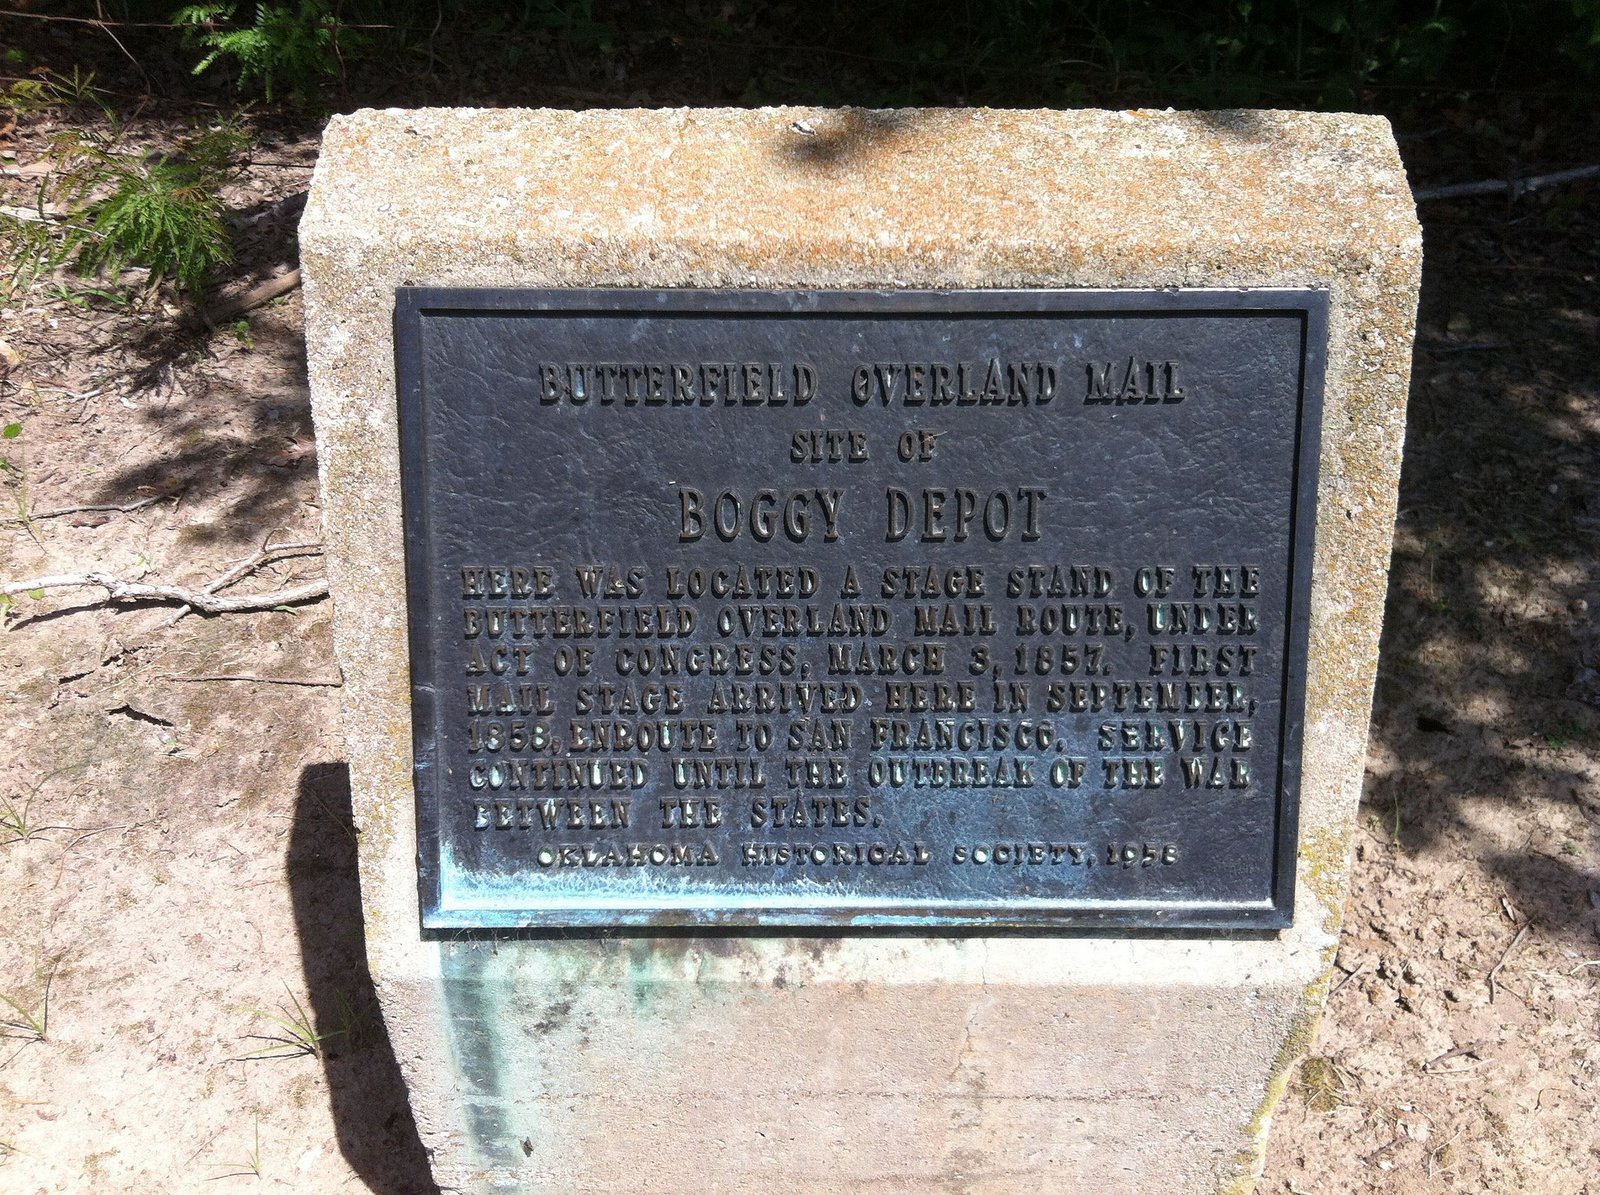 BUTTERFIELD OVERLAND MAIL
SITE OF
BOGGY DEPOT
HERE WAS LOCATED A STAGE STAND OF THE
BUTTERFIELD OVERLAND MAIL ROUTE, UNDER
ACT OF CONGRESS, MARCH 3, 1857. FIRST
MAIL STAGE ARRIVED HERE IN SEPTEMBER,
1858, ENROUTE TO SAN FRANCISCO. SERVICE
CONTINUED UNTIL THE OUTBREAK OF THE WAR
BETWEEN THE STATES.
OKLAHOMA HISTORICAL SOCIETY, 1958